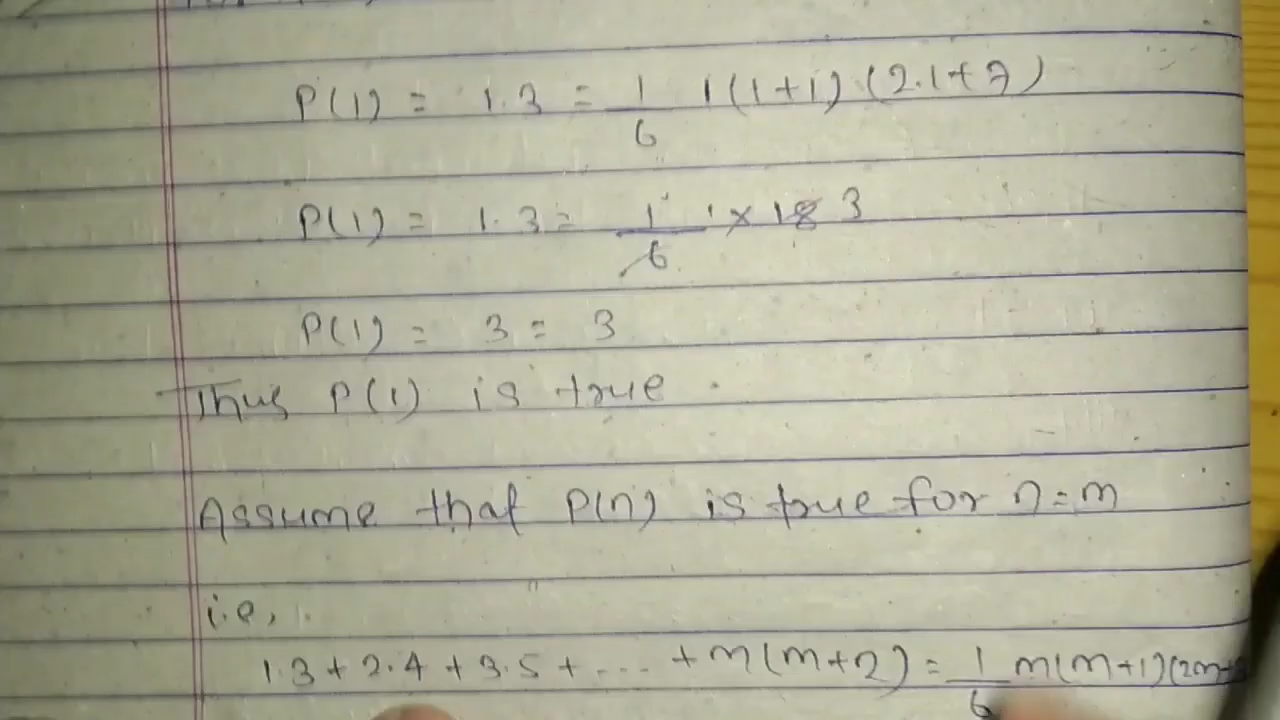 P(1) = 1.3 = 1/6 1(1+1) (2.1+7)
P(1) = 1.3 = 1/6 1 × 18 3
P(1) = 3 = 3
Thus P(1) is true.
Assume that P(n) is true for n=m
i.e,
1.3 + 2.4 + 3.5 + .... + m(m+2) = 1/6 m(m+1)(2m+